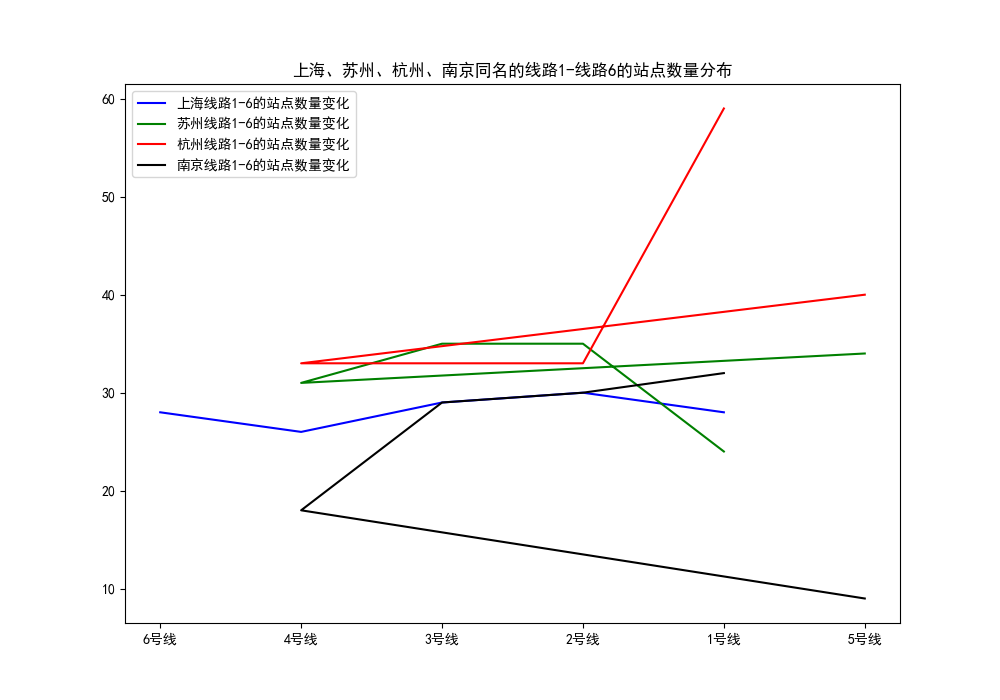 上海、苏州、杭州、南京同名的线路1-线路6的站点数量分布
上海线路1-6的站点数量变化
苏州线路1-6的站点数量变化
杭州线路1-6的站点数量变化
南京线路1-6的站点数量变化
60
50
40
30
20
10
6号线 4号线 3号线 2号线 1号线 5号线